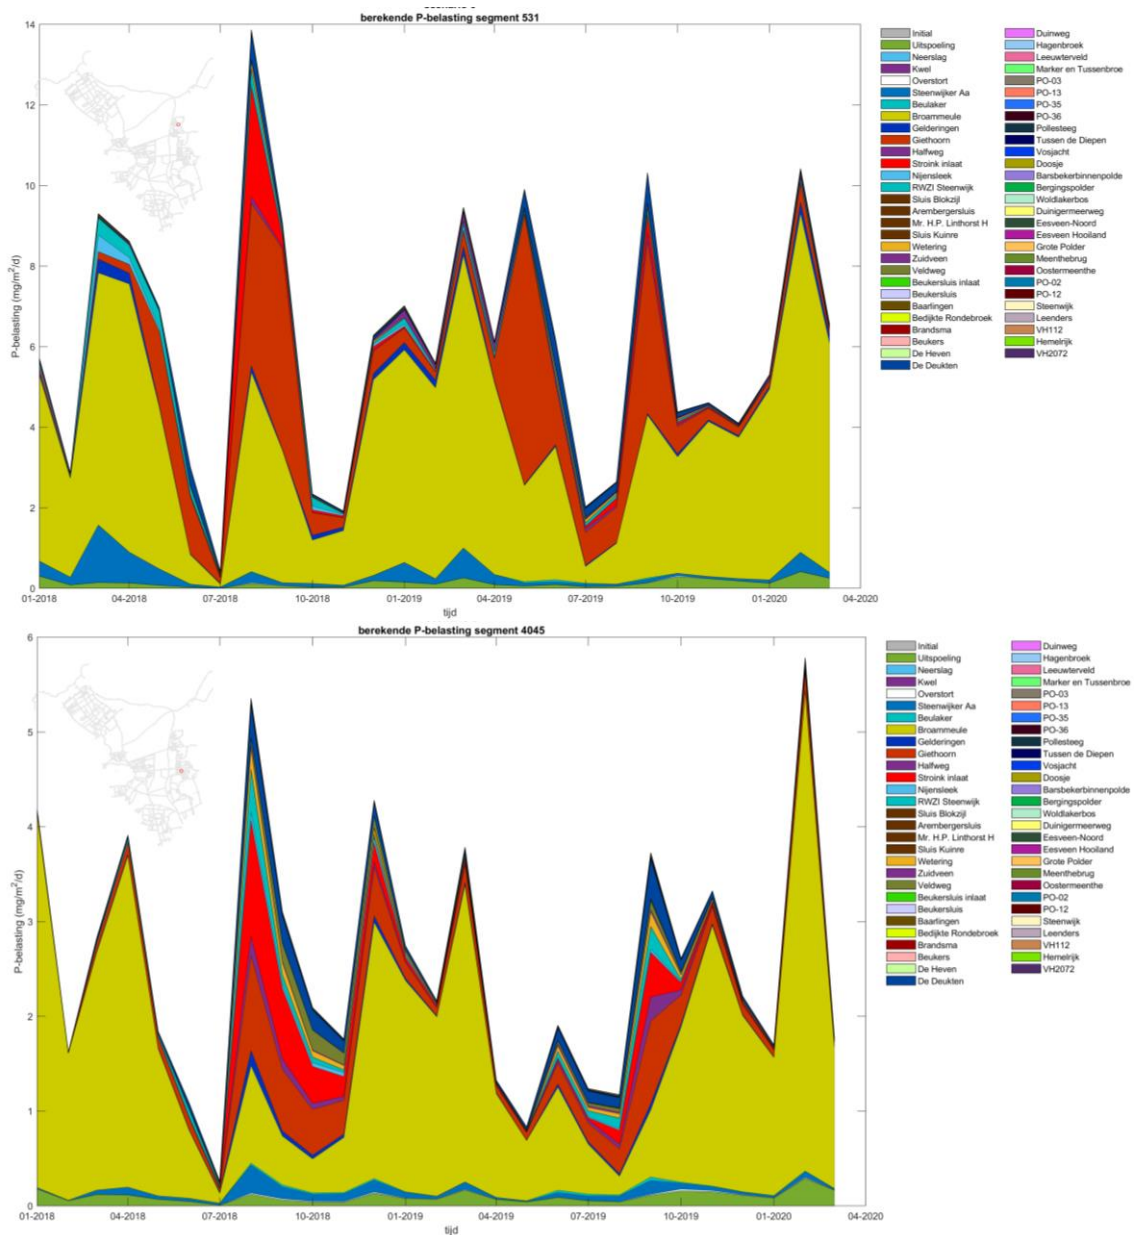 berekende P-belasting segment 531
P-belasting (mg/m²/d)
14
12
10
8
6
4
2
0
01-2018 04-2018 07-2018 10-2018 01-2019 04-2019 07-2019 10-2019 01-2020 04-2020
tijd
Initial
Uitspoeling
Neerslag
Kwel
Overstort
Steenwijker Aa
Beulaker
Broammeule
Gelderingen
Giethoorn
Halfweg
Stroink inlaat
Nijensleek
RWZI Steenwijk
Sluis Blokzijl
Arembergersluis
Mr. H.P. Linthorst H
Sluis Kuinre
Wetering
Zuidveen
Veldweg
Beukersluis inlaat
Beukersluis
Baarlingen
Bedijkte Rondebroek
Brandsma
Beukers
De Heven
De Deukten
Duinweg
Hagenbroek
Leeuwterveld
Marker en Tussenbroe
PO-03
PO-13
PO-35
PO-36
Pollesteeg
Tussen de Diepen
Vosjacht
Doosje
Barsbekerbinnenpolde
Bergingspolder
Woldlakerbos
Duinigermeerweg
Eesveen-Noord
Eesveen Hooiland
Grote Polder
Meenthebrug
Oostermeenthe
PO-02
PO-12
Steenwijk
Leenders
VH112
Hemelrijk
VH2072
berekende P-belasting segment 4045
P-belasting (mg/m²/d)
6
5
4
3
2
1
0
01-2018 04-2018 07-2018 10-2018 01-2019 04-2019 07-2019 10-2019 01-2020 04-2020
tijd
Initial
Uitspoeling
Neerslag
Kwel
Overstort
Steenwijker Aa
Beulaker
Broammeule
Gelderingen
Giethoorn
Halfweg
Stroink inlaat
Nijensleek
RWZI Steenwijk
Sluis Blokzijl
Arembergersluis
Mr. H.P. Linthorst H
Sluis Kuinre
Wetering
Zuidveen
Veldweg
Beukersluis inlaat
Beukersluis
Baarlingen
Bedijkte Rondebroek
Brandsma
Beukers
De Heven
De Deukten
Duinweg
Hagenbroek
Leeuwterveld
Marker en Tussenbroe
PO-03
PO-13
PO-35
PO-36
Pollesteeg
Tussen de Diepen
Vosjacht
Doosje
Barsbekerbinnenpolde
Bergingspolder
Woldlakerbos
Duinigermeerweg
Eesveen-Noord
Eesveen Hooiland
Grote Polder
Meenthebrug
Oostermeenthe
PO-02
PO-12
Steenwijk
Leenders
VH112
Hemelrijk
VH2072